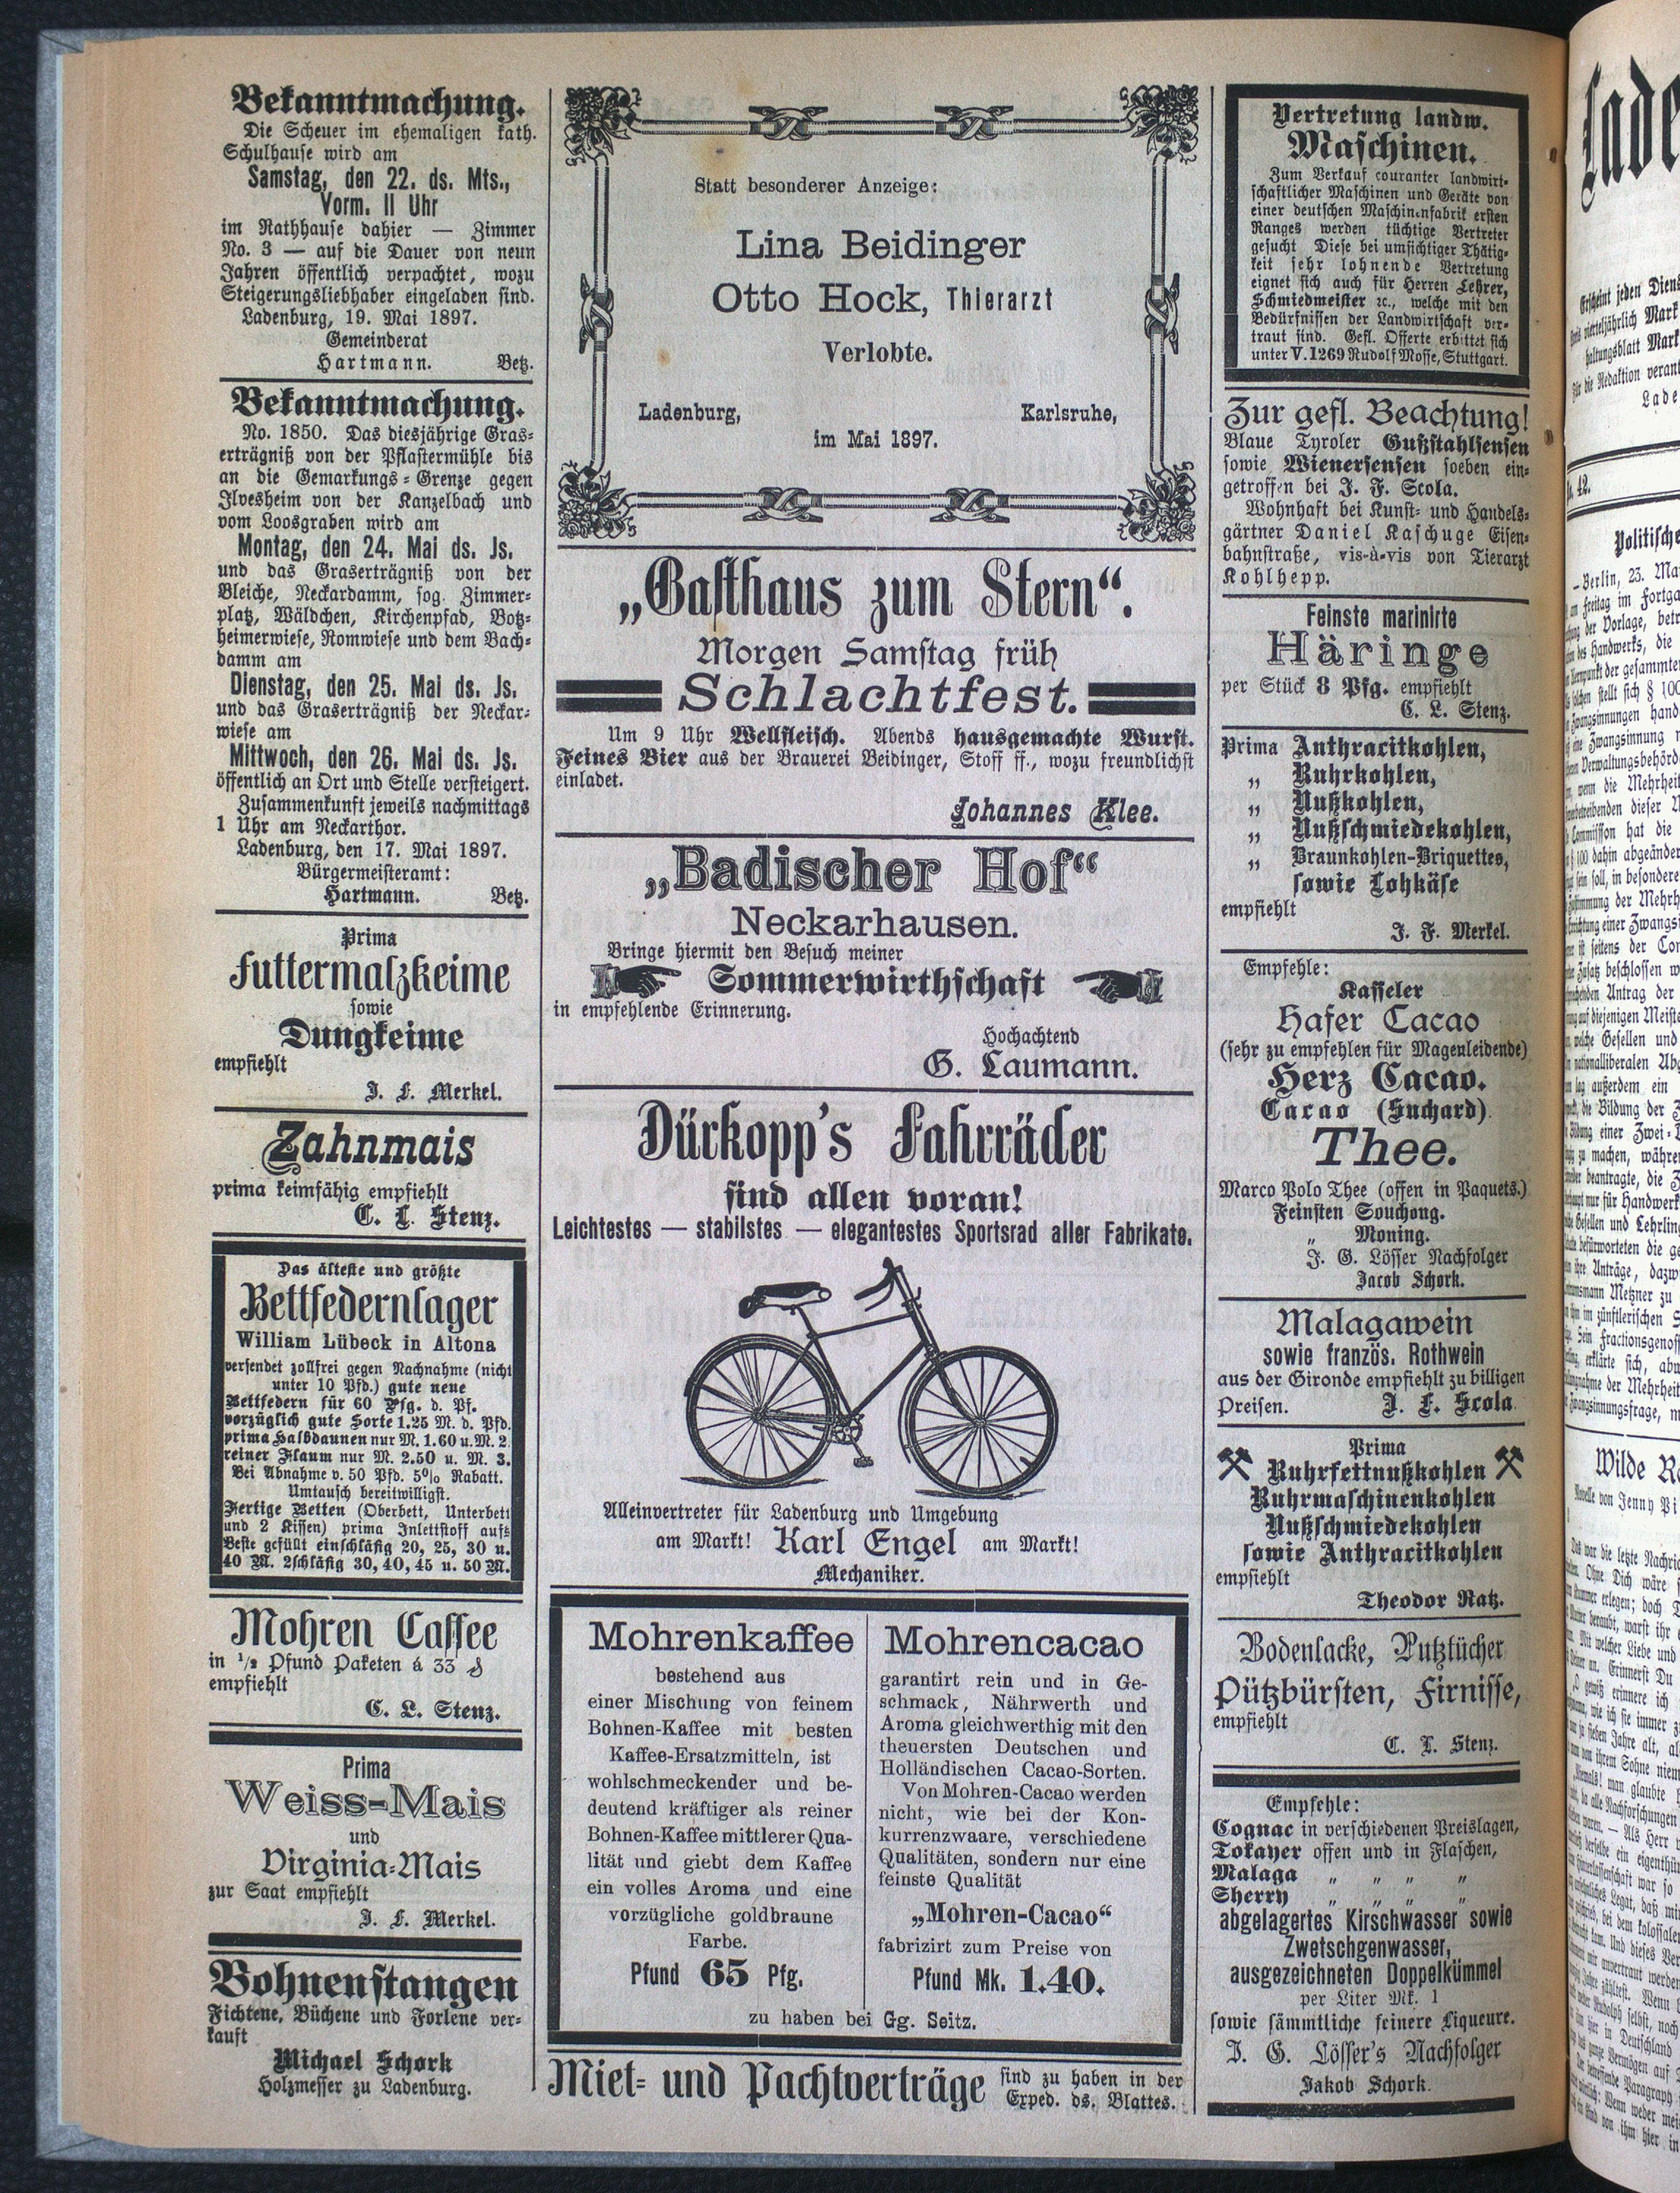 Bekanntmachung.
Die Scheuer im ehemaligen kath.
Schulhause wird am
Samstag, den 22. ds. Mts.,
Vorm. 11 Uhr
im Rathhause dahier — Zimmer
No. 3 — auf die Dauer von neun
Jahren öffentlich verpachtet, wozu
Steigerungsliebhaber eingeladen sind.
Ladenburg, 19. Mai 1897.
Gemeinderat
Hartmann. Betz.
Bekanntmachung.
No. 1850. Das diesjährige Gras-
erträgniß von der Pflastermühle bis
an die Gemarkungs-Grenze gegen
Ilvesheim von der Kanzelbach und
vom Loosgraben wird am
Montag, den 24. Mai ds. Js.
und das Graserträgniß von der
Bleiche, Neckardamm, sog. Zimmer-
platz, Wäldchen, Kirchenpfad, Botz-
heimerwiese, Romwiese und dem Bach-
damm am
Dienstag, den 25. Mai ds. Js.
und das Graserträgniß der Neckar-
wiese am
Mittwoch, den 26. Mai ds. Js.
öffentlich an Ort und Stelle versteigert.
Zusammenkunft jeweils nachmittags
1 Uhr am Neckarthor.
Ladenburg, den 17. Mai 1897.
Bürgermeisteramt:
Hartmann. Betz.
Prima
Futtermalzkeime
sowie
Dungkeime
empfiehlt
J. F. Merkel.
Zahnmais
prima keimfähig empfiehlt
C. L. Stenz.
Das älteste und größte
Bettfedernlager
William Lübeck in Altona
versendet zollfrei gegen Nachnahme (nicht
unter 10 Pfd.) gute neue
Bettfedern für 60 Pfg. d. Pf.
vorzüglich gute Sorte 1.25 M. d. Pfd.
prima Halbdaunen nur M. 1.60 u. M. 2.
reiner Flaum nur M. 2.50 u. M. 3.
Bei Abnahme v. 50 Pfd. 5% Rabatt.
Umtausch bereitwilligst.
Fertige Betten (Oberbett, Unterbett
und 2 Kissen) prima Inlettstoff aufs
Beste gefüllt einschläfig 20, 25, 30 u.
40 M. 2schläfig 30, 40, 45 u. 50 M.
Mohren Caffee
in 1/2 Pfund Paketen á 33 ₰
empfiehlt
C. L. Stenz.
Prima
Weiss-Mais
und
Virginia-Mais
zur Saat empfiehlt
J. F. Merkel.
Bohnenstangen
Fichtene, Büchene und Forlene ver-
kauft
Michael Schork
Holzmesser zu Ladenburg.
Statt besonderer Anzeige:
Lina Beidinger
Otto Hock, Thierarzt
Verlobte.
Ladenburg, Karlsruhe,
im Mai 1897.
„Gasthaus zum Stern“.
Morgen Samstag früh
Schlachtfest.
Um 9 Uhr Wellfleisch. Abends hausgemachte Wurst.
Feines Bier aus der Brauerei Beidinger, Stoff ff., wozu freundlichst
einladet.
Johannes Klee.
„Badischer Hof“
Neckarhausen.
Bringe hiermit den Besuch meiner
Sommerwirthschaft
in empfehlende Erinnerung.
Hochachtend
G. Laumann.
Dürkopp's Fahrräder
sind allen voran!
Leichtestes — stabilstes — elegantestes Sportsrad aller Fabrikate.
Alleinvertreter für Ladenburg und Umgebung
am Markt! Karl Engel am Markt!
Mechaniker.
Mohrenkaffee
bestehend aus
einer Mischung von feinem
Bohnen-Kaffee mit besten
Kaffee-Ersatzmitteln, ist
wohlschmeckender und be-
deutend kräftiger als reiner
Bohnen-Kaffee mittlerer Qua-
lität und giebt dem Kaffee
ein volles Aroma und eine
vorzügliche goldbraune
Farbe.
Pfund 65 Pfg.
Mohrencacao
garantirt rein und in Ge-
schmack, Nährwerth und
Aroma gleichwerthig mit den
theuersten Deutschen und
Holländischen Cacao-Sorten.
Von Mohren-Cacao werden
nicht, wie bei der Kon-
kurrenzwaare, verschiedene
Qualitäten, sondern nur eine
feinste Qualität
„Mohren-Cacao“
fabrizirt zum Preise von
Pfund Mk. 1.40.
zu haben bei Gg. Seitz.
Miet- und Pachtverträge sind zu haben in der
Exped. ds. Blattes.
Vertretung landw.
Maschinen.
Zum Verkauf couranter landwirt-
schaftlicher Maschinen und Geräte von
einer deutschen Maschinenfabrik ersten
Ranges werden tüchtige Vertreter
gesucht Diese bei umsichtiger Thätig-
keit sehr lohnende Vertretung
eignet sich auch für Herren Lehrer,
Schmiedmeister ꝛc., welche mit den
Bedürfnissen der Landwirtschaft ver-
traut sind. Gefl. Offerte erbittet sich
unter V. 1269 Rudolf Mosse, Stuttgart.
Zur gefl. Beachtung!
Blaue Tyroler Gußstahlsensen
sowie Wienersensen soeben ein-
getroffen bei J. F. Scola.
Wohnhaft bei Kunst- und Handels-
gärtner Daniel Kaschuge Eisen-
bahnstraße, vis-à-vis von Tierarzt
Kohlhepp.
Feinste marinirte
Häringe
per Stück 8 Pfg. empfiehlt
C. L. Stenz.
Prima Anthracitkohlen,
„ Ruhrkohlen,
„ Nußkohlen,
„ Nußschmiedekohlen,
„ Braunkohlen-Briquettes,
sowie Lohkäse
empfiehlt
J. F. Merkel.
Empfehle:
Kasseler
Hafer Cacao
(sehr zu empfehlen für Magenleidende)
Herz Cacao.
Cacao (Suchard)
Thee.
Marco Polo Thee (offen in Paquets.)
Feinsten Souchong.
„ Moning.
J. G. Lösser Nachfolger
Jacob Schork.
Malagawein
sowie französ. Rothwein
aus der Gironde empfiehlt zu billigen
Preisen. J. F. Scola
Prima
Ruhrfettnußkohlen
Ruhrmaschinenkohlen
Nußschmiedekohlen
sowie Anthracitkohlen
empfiehlt
Theodor Ratz.
Bodenlacke, Putztücher
Pützbürsten, Firnisse,
empfiehlt
C. L. Stenz.
Empfehle:
Cognac in verschiedenen Preislagen,
Tokayer offen und in Flaschen,
Malaga „ „ „ „
Sherry „ „ „ „
abgelagertes Kirschwasser sowie
Zwetschgenwasser,
ausgezeichneten Doppelkümmel
per Liter Mk. 1
sowie sämmtliche feinere Liqueure.
J. G. Lösser's Nachfolger
Jakob Schork.